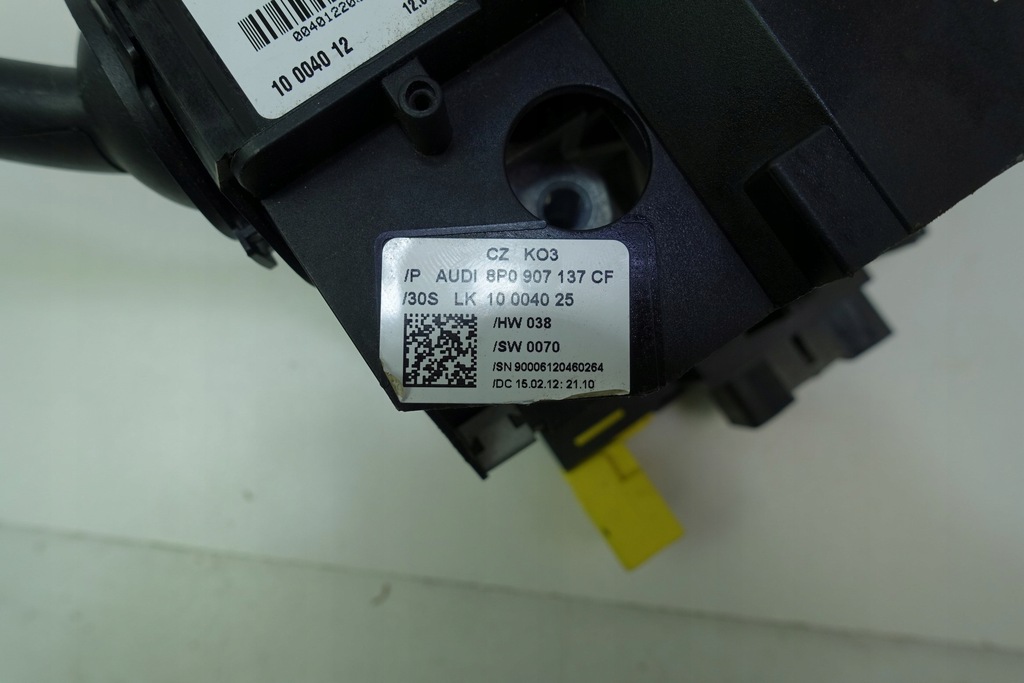 10 0040 12
CZ KO3
/P AUDI 8P0 907 137 CF
/30S LK 10 0040 25
/HW 038
/SW 0070
/SN 90006120460264
/DC 15.02.12: 21.10